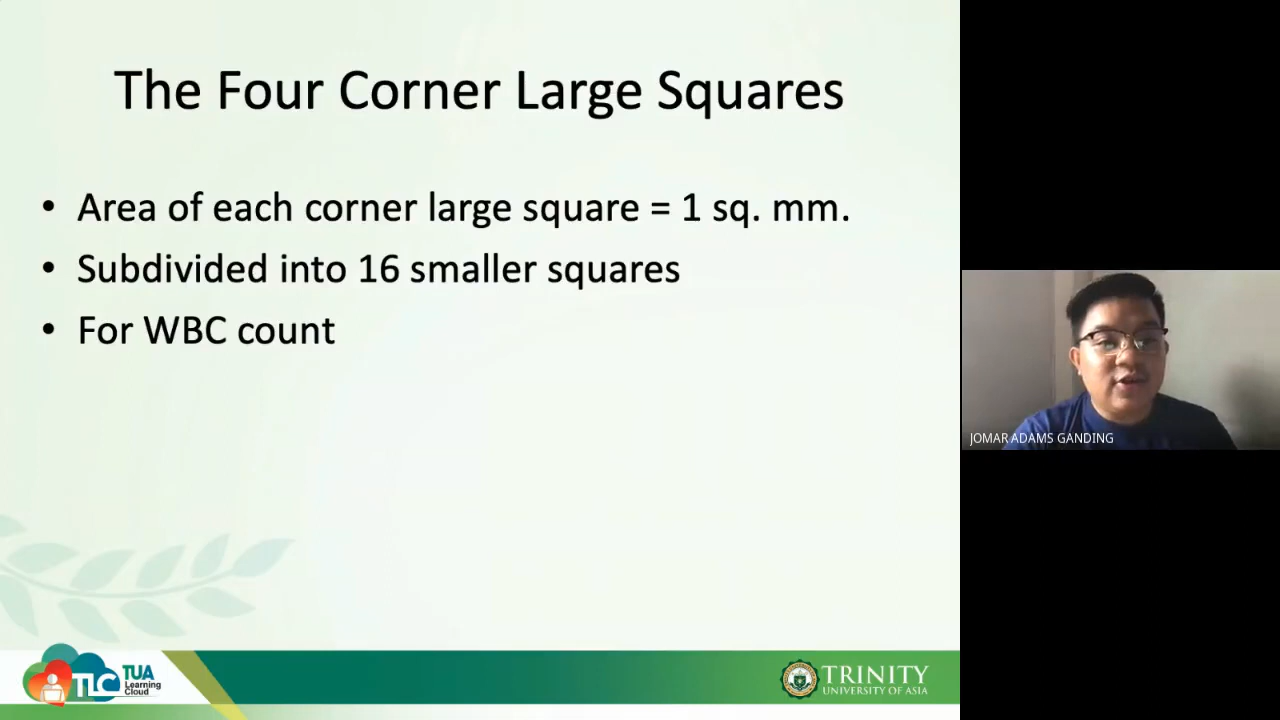 The Four Corner Large Squares
• Area of each corner large square = 1 sq. mm.
• Subdivided into 16 smaller squares
• For WBC count
JOMAR ADAMS GANDING
TLC
TUA
Learning
Cloud
TRINITY
UNIVERSITY OF ASIA